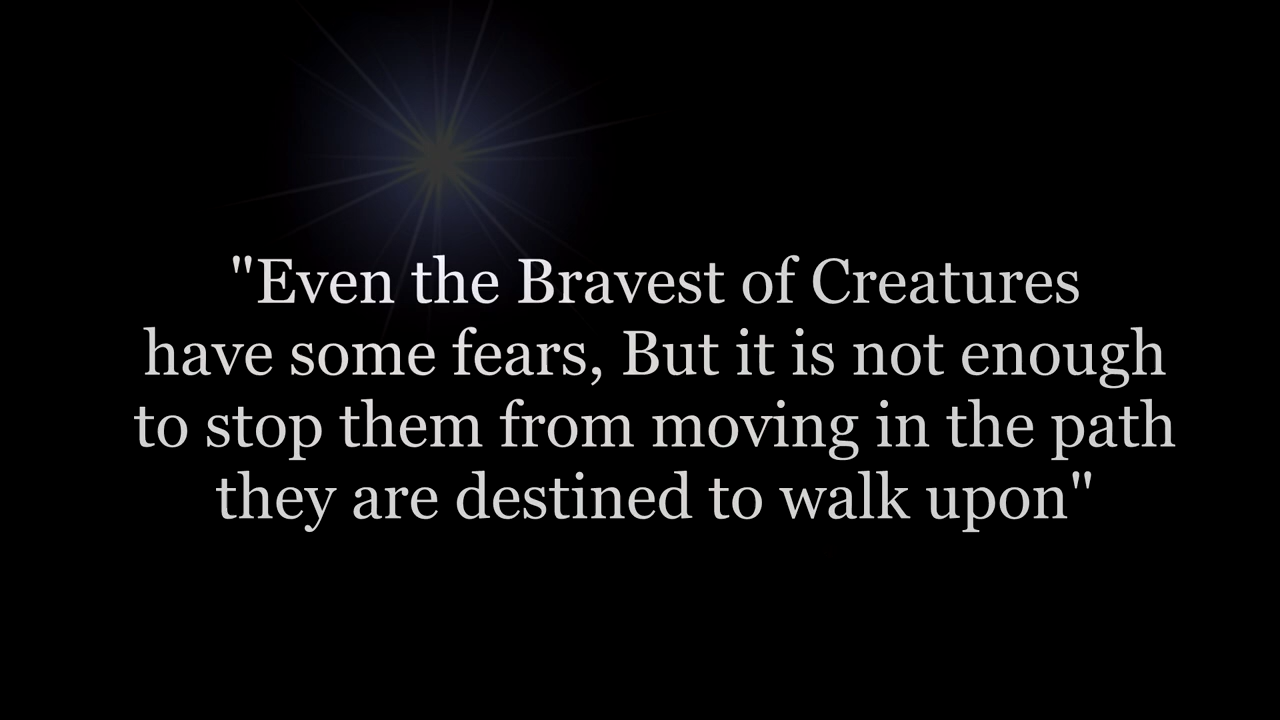 "Even the Bravest of Creatures
have some fears, But it is not enough
to stop them from moving in the path
they are destined to walk upon"